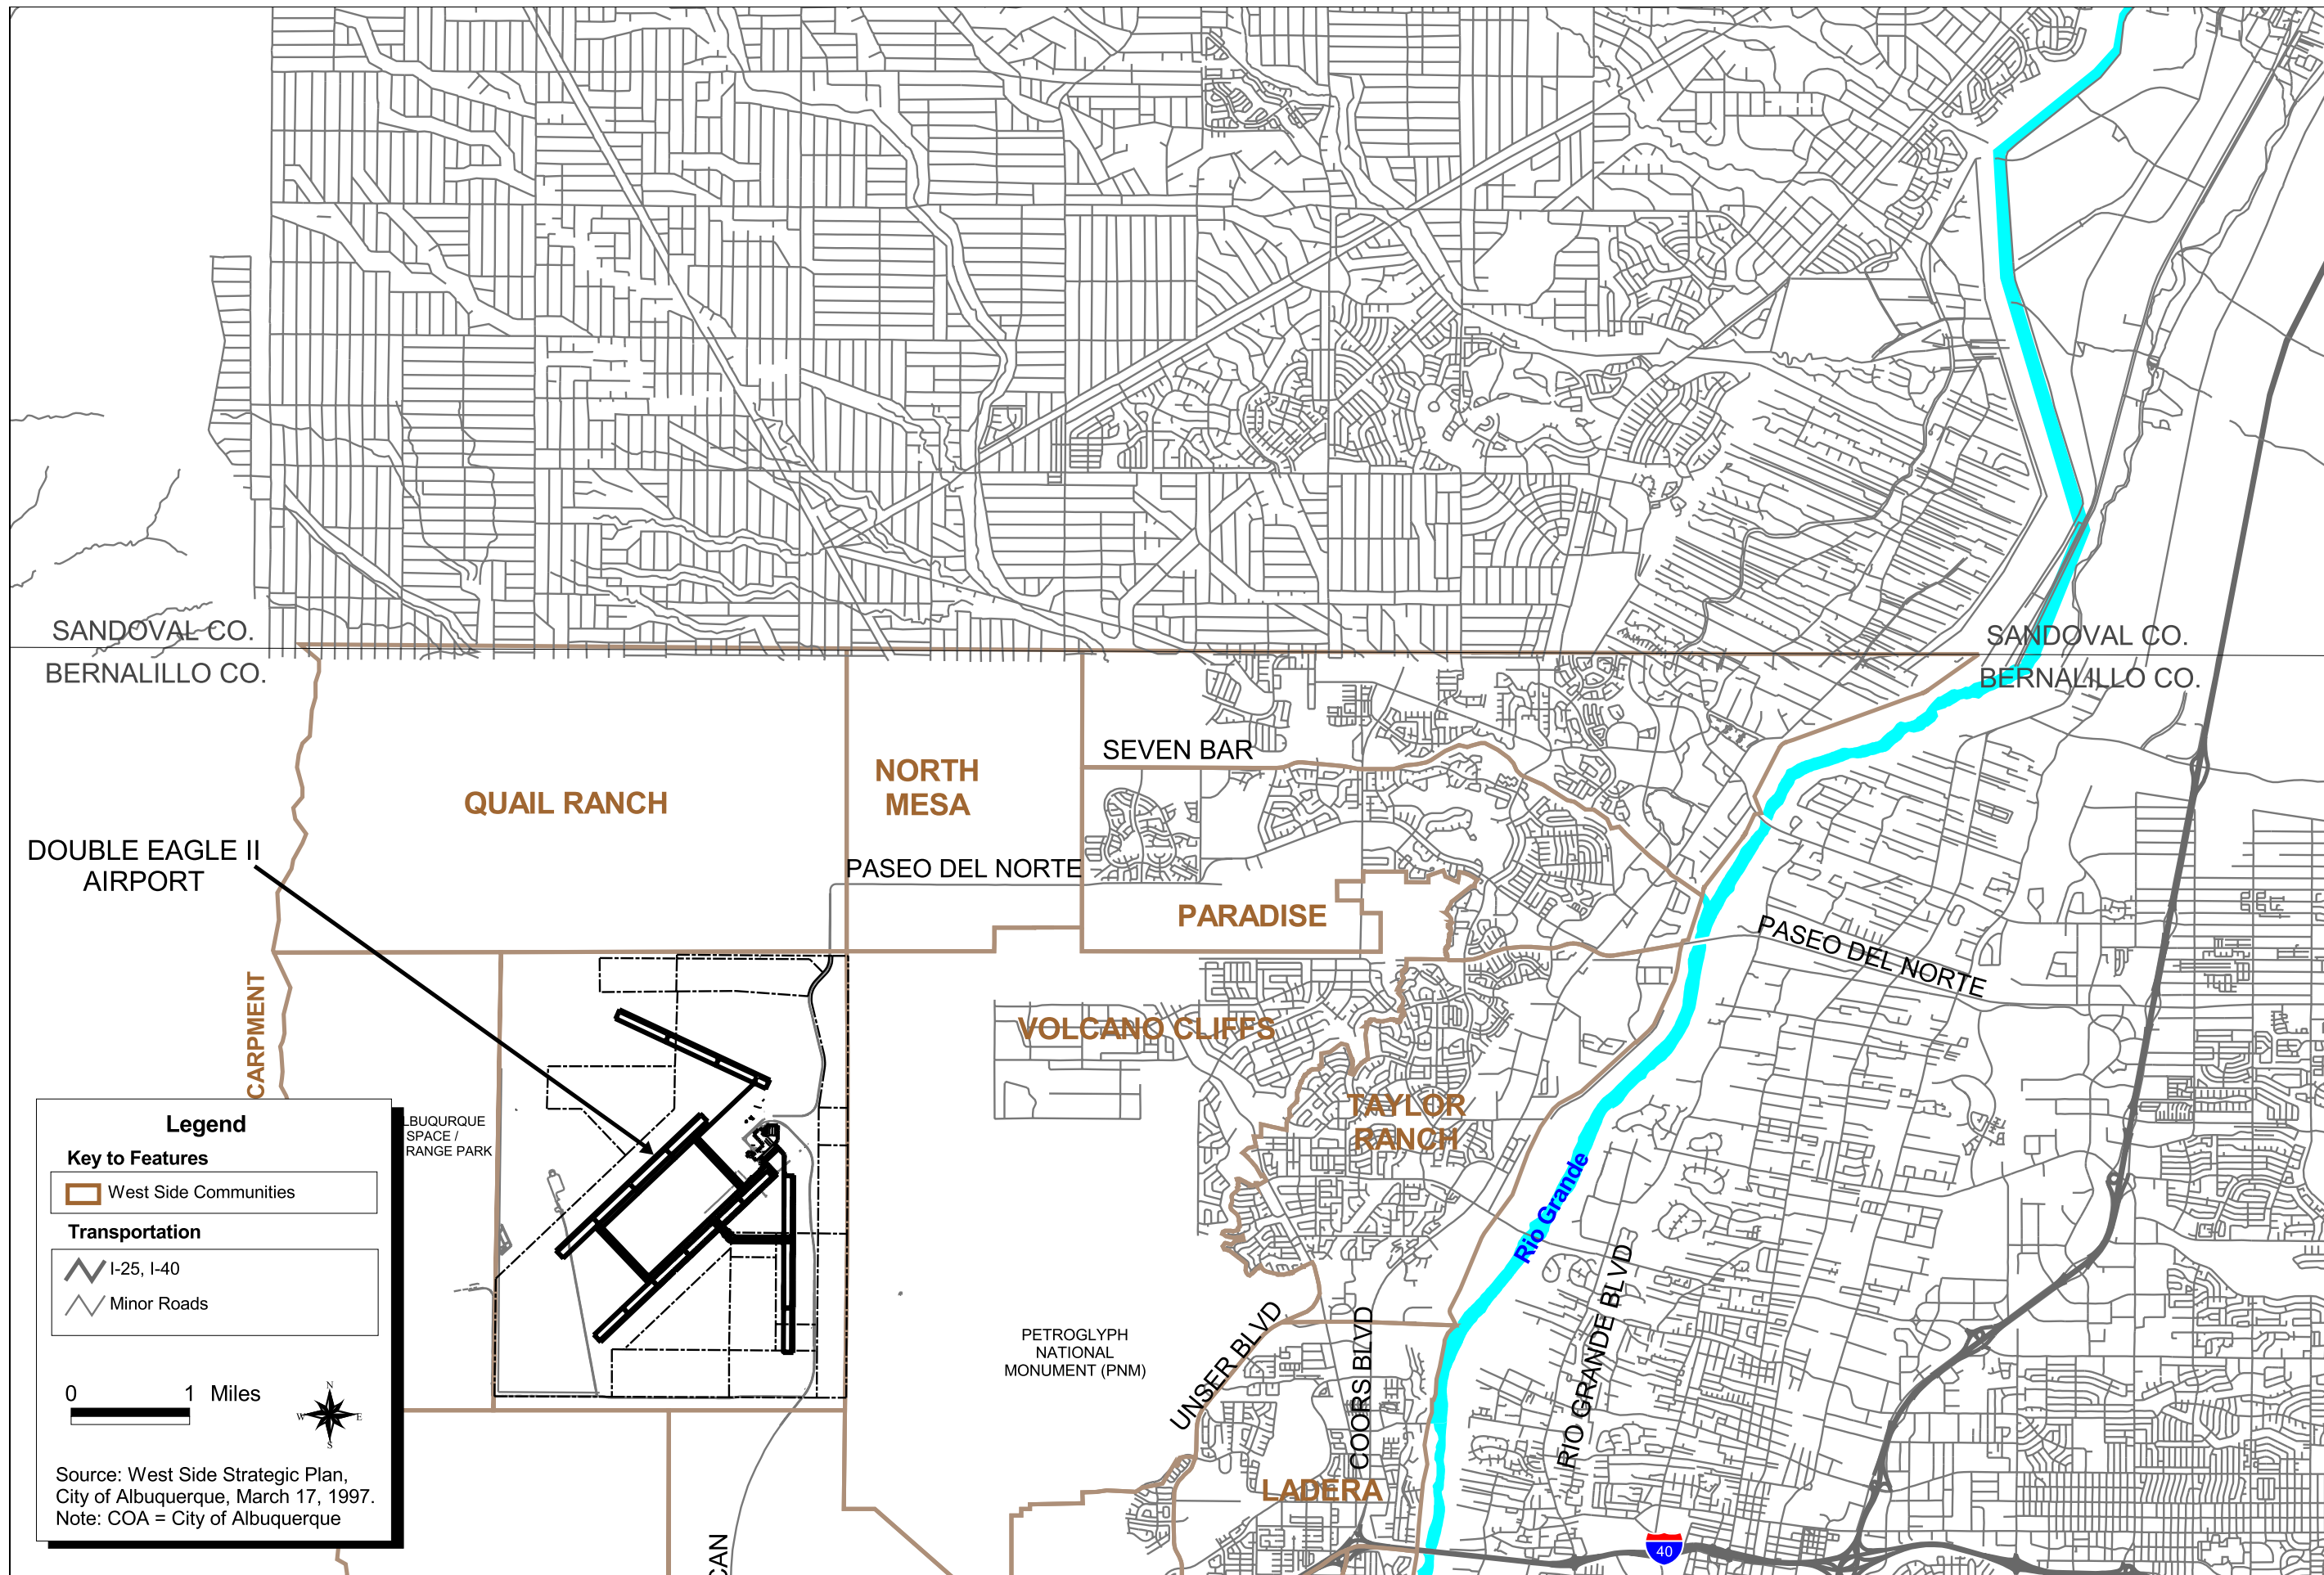 SANDOVAL CO.
BERNALILLO CO.
SANDOVAL CO.
BERNALILLO CO.
SEVEN BAR
NORTH
MESA
QUAIL RANCH
DOUBLE EAGLE II
AIRPORT
PASEO DEL NORTE
PARADISE
PASEO DEL NORTE
CARPMENT
VOLCANO CLIFFS
TAYLOR
RANCH
LBUQURQUE
SPACE /
RANGE PARK
Rio Grande
RIO GRANDE BLVD
UNSER BLVD
COORS BLVD
PETROGLYPH
NATIONAL
MONUMENT (PNM)
LADERA
40
CAN
Legend
Key to Features
West Side Communities
Transportation
I-25, I-40
Minor Roads
0 1 Miles
N
W E
S
Source: West Side Strategic Plan,
City of Albuquerque, March 17, 1997.
Note: COA = City of Albuquerque